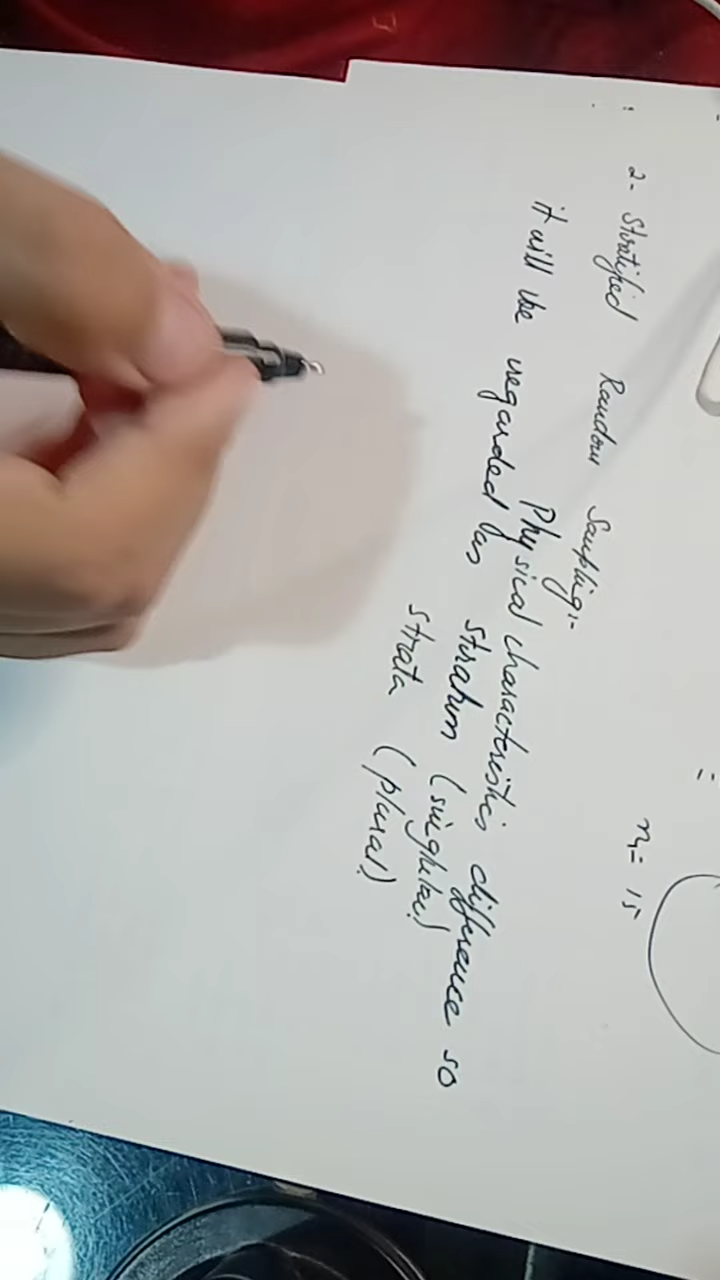 n₁ = 15
2- Stratified Random Sampling:-
Physical characteristics difference so
it will be regarded as stratum (singular)
strata (plural)